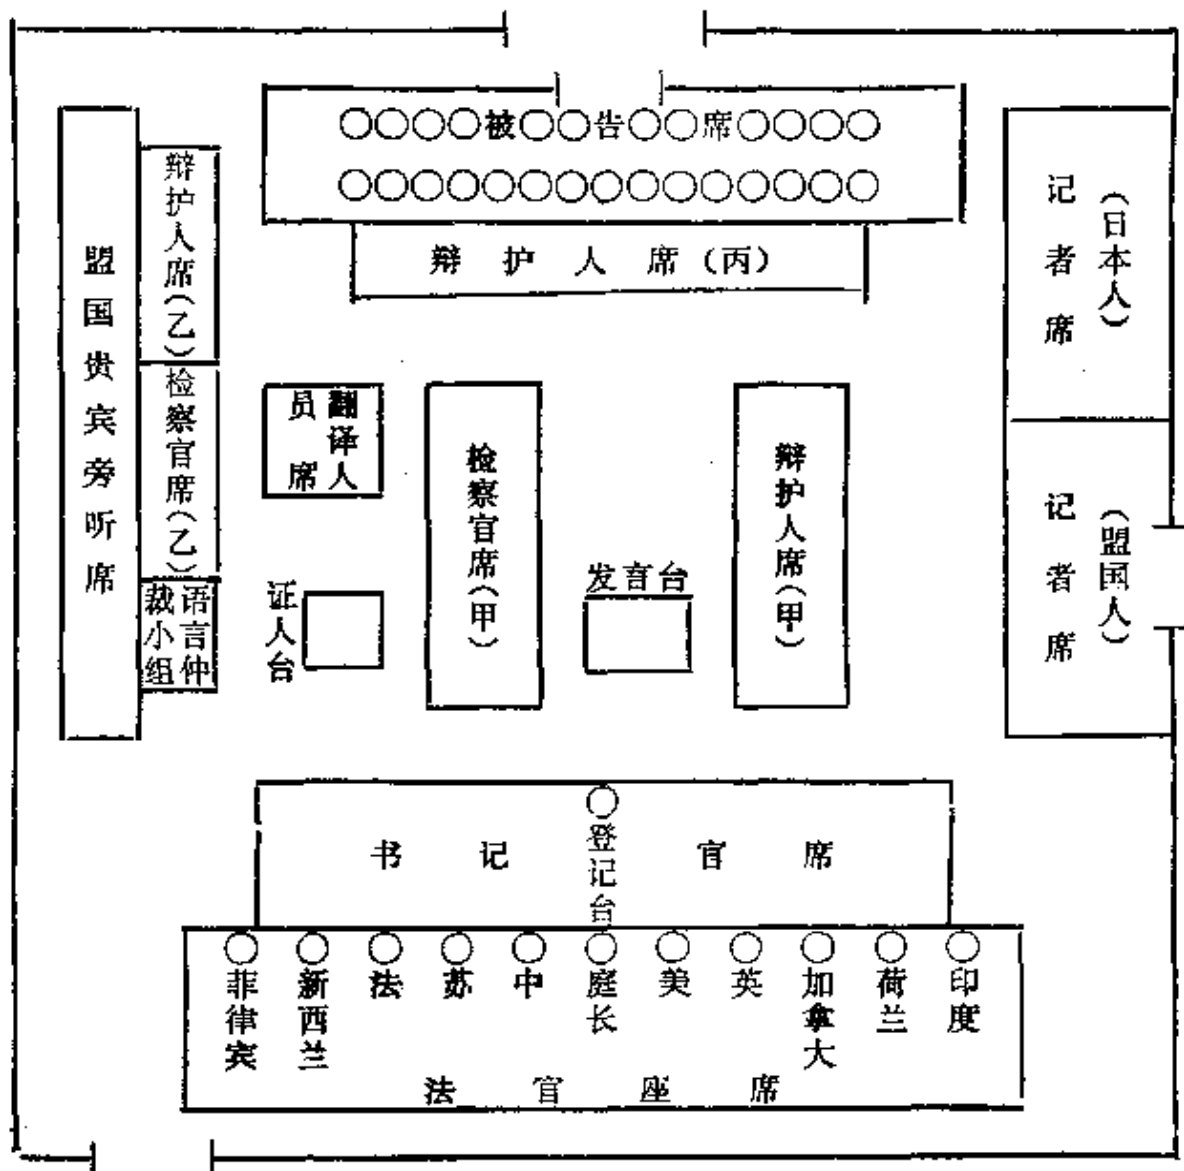 被告席
辩护人席(丙)
盟国贵宾旁听席
辩护人席(乙)
检察官席(乙)
语言仲
裁小组
翻译人
员席
证人台
检察官席(甲)
发言台
辩护人席(甲)
记者席
(日本人)
记者席
(盟国人)
书记官席
登记台
菲律宾
新西兰
法
苏
中
庭长
美
英
加拿大
荷兰
印度
法官座席